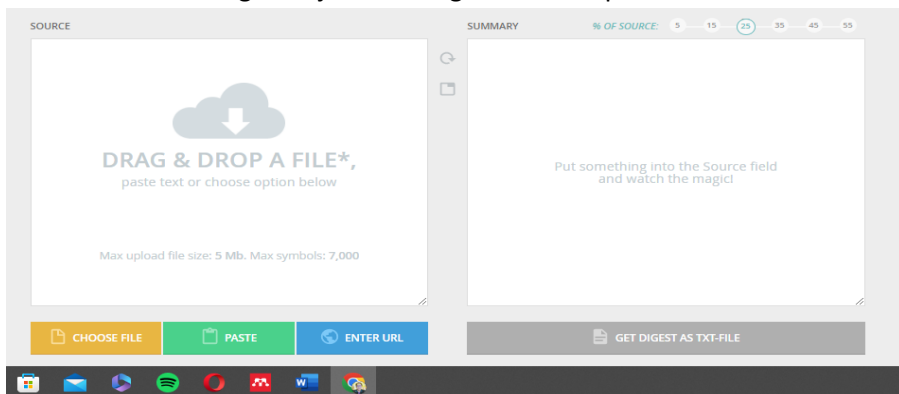 SOURCE
SUMMARY
% OF SOURCE: 5 15 25 35 45 55
DRAG & DROP A FILE*,
paste text or choose option below
Max upload file size: 5 Mb. Max symbols: 7,000
Put something into the Source field
and watch the magic!
CHOOSE FILE
PASTE
ENTER URL
GET DIGEST AS TXT-FILE